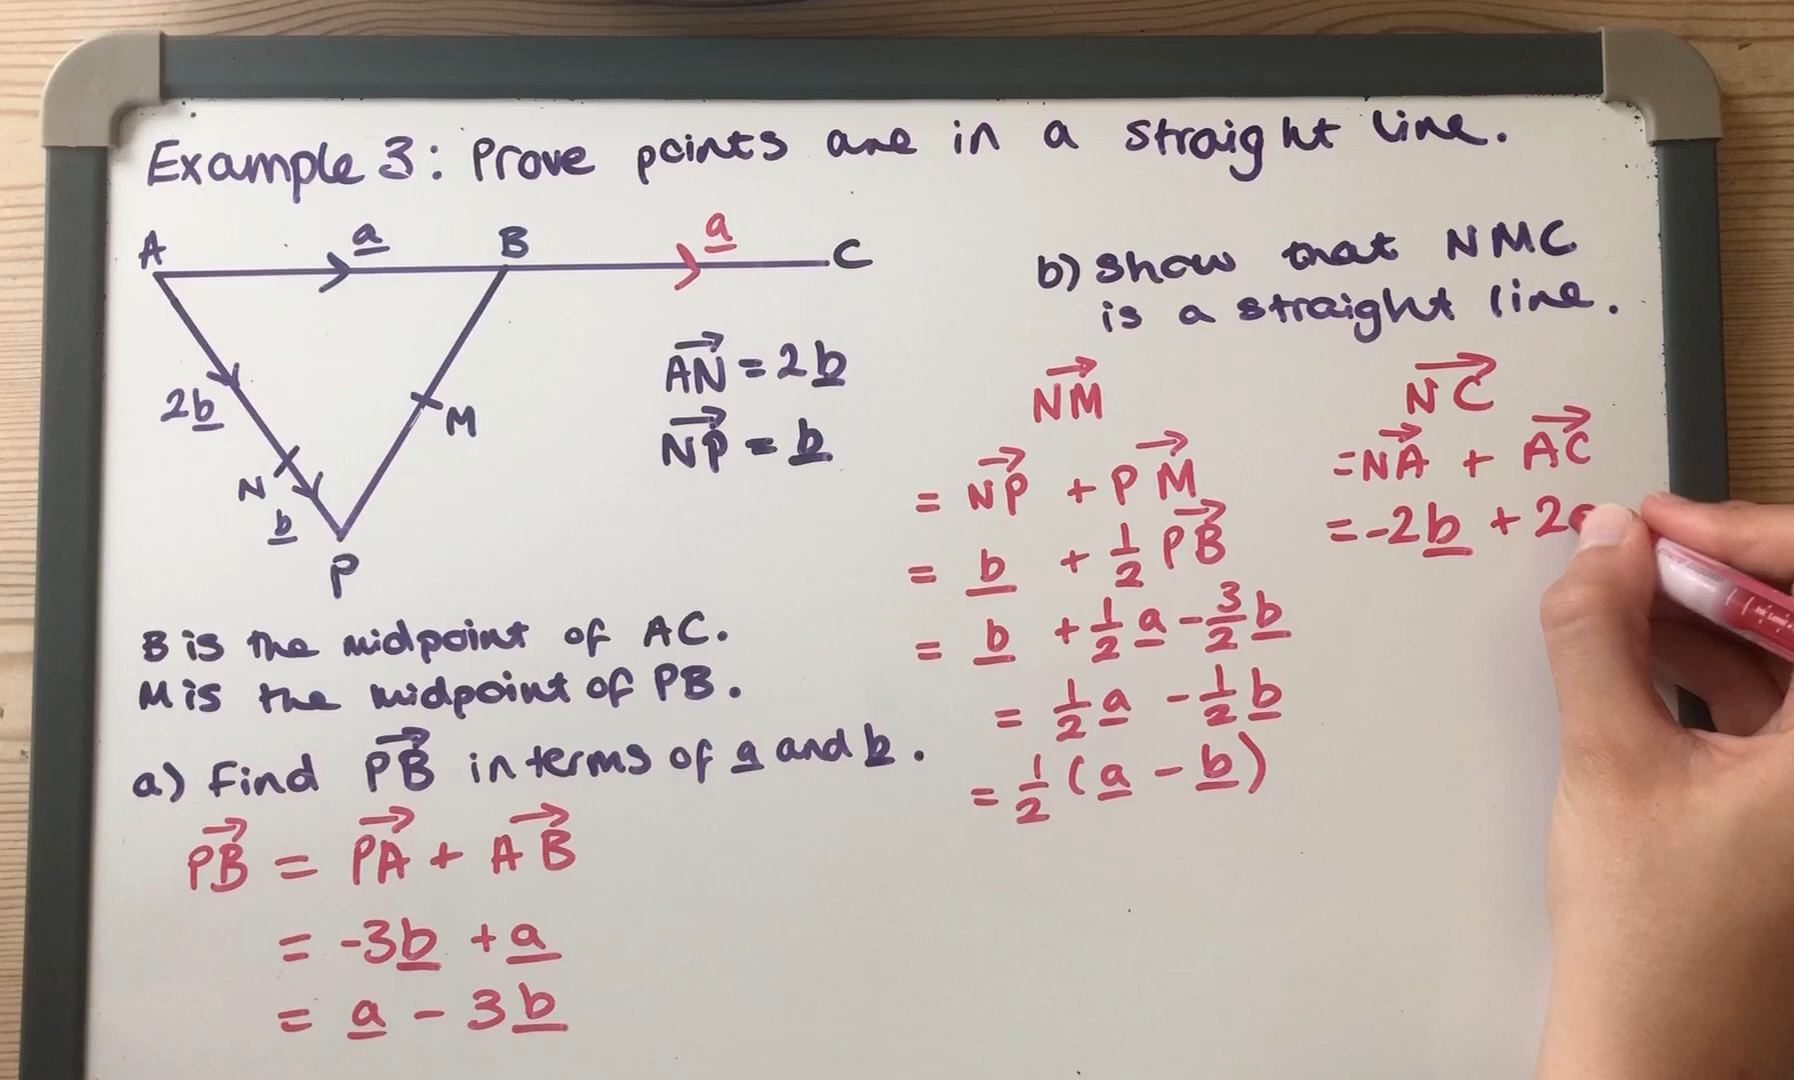 Example 3: Prove points are in a straight line.
A a B a C
2b
M
N
b
P
AN = 2b
NP = b
B is the midpoint of AC.
M is the midpoint of PB.
a) Find PB in terms of a and b.
PB = PA + AB
= -3b + a
= a - 3b
b) Show that NMC
is a straight line.
NM
= NP + PM
= b + 1/2 PB
= b + 1/2 a - 3/2 b
= 1/2 a - 1/2 b
= 1/2 (a - b)
NC
= NA + AC
= -2b + 2